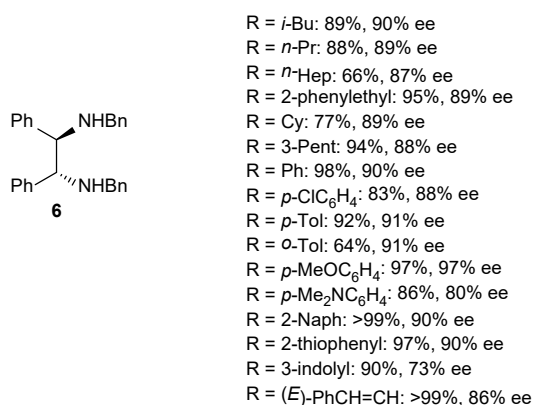 Ph
NHBn
Ph
NHBn
6
R = i-Bu: 89%, 90% ee
R = n-Pr: 88%, 89% ee
R = n-Hep: 66%, 87% ee
R = 2-phenylethyl: 95%, 89% ee
R = Cy: 77%, 89% ee
R = 3-Pent: 94%, 88% ee
R = Ph: 98%, 90% ee
R = p-ClC6H4: 83%, 88% ee
R = p-Tol: 92%, 91% ee
R = o-Tol: 64%, 91% ee
R = p-MeOC6H4: 97%, 97% ee
R = p-Me2NC6H4: 86%, 80% ee
R = 2-Naph: >99%, 90% ee
R = 2-thiophenyl: 97%, 90% ee
R = 3-indolyl: 90%, 73% ee
R = (E)-PhCH=CH: >99%, 86% ee